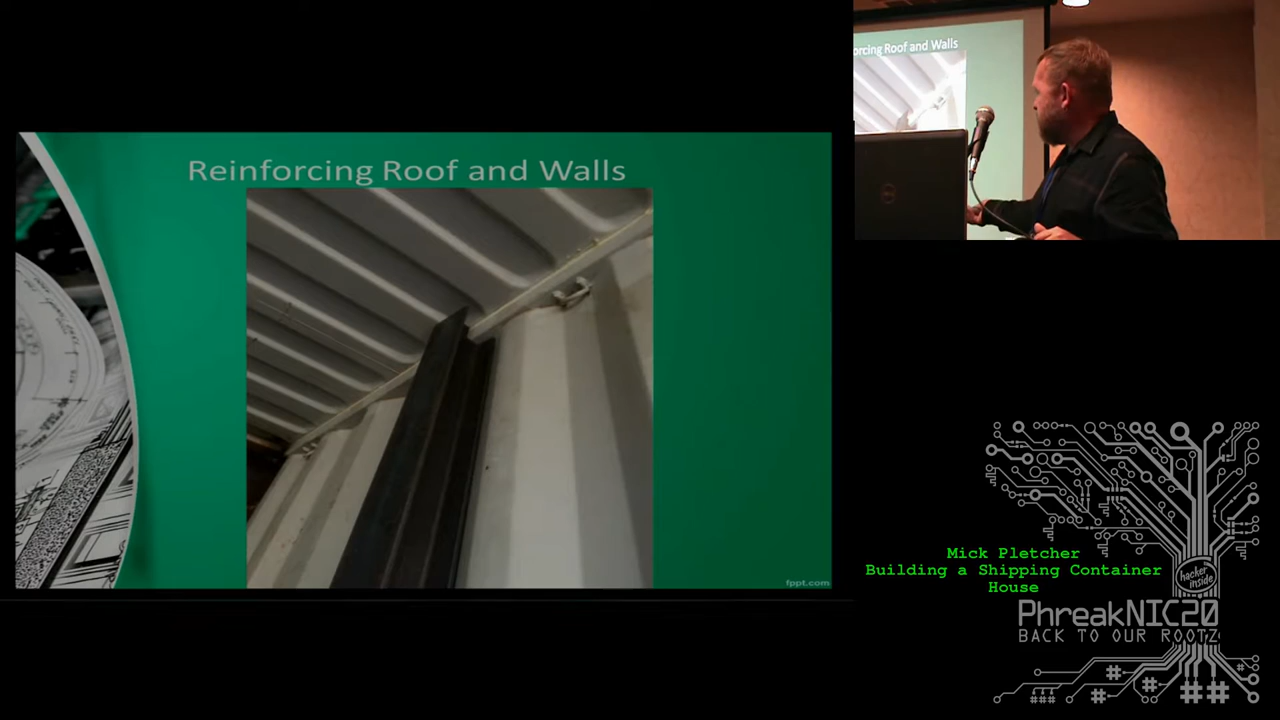 Reinforcing Roof and Walls
fppt.com
orcing Roof and Walls
DELL
Mick Pletcher
Building a Shipping Container
House
hacker
inside
PhreakNIC20
BACK TO OUR ROOTZ
#
#
#
###
#
##
##